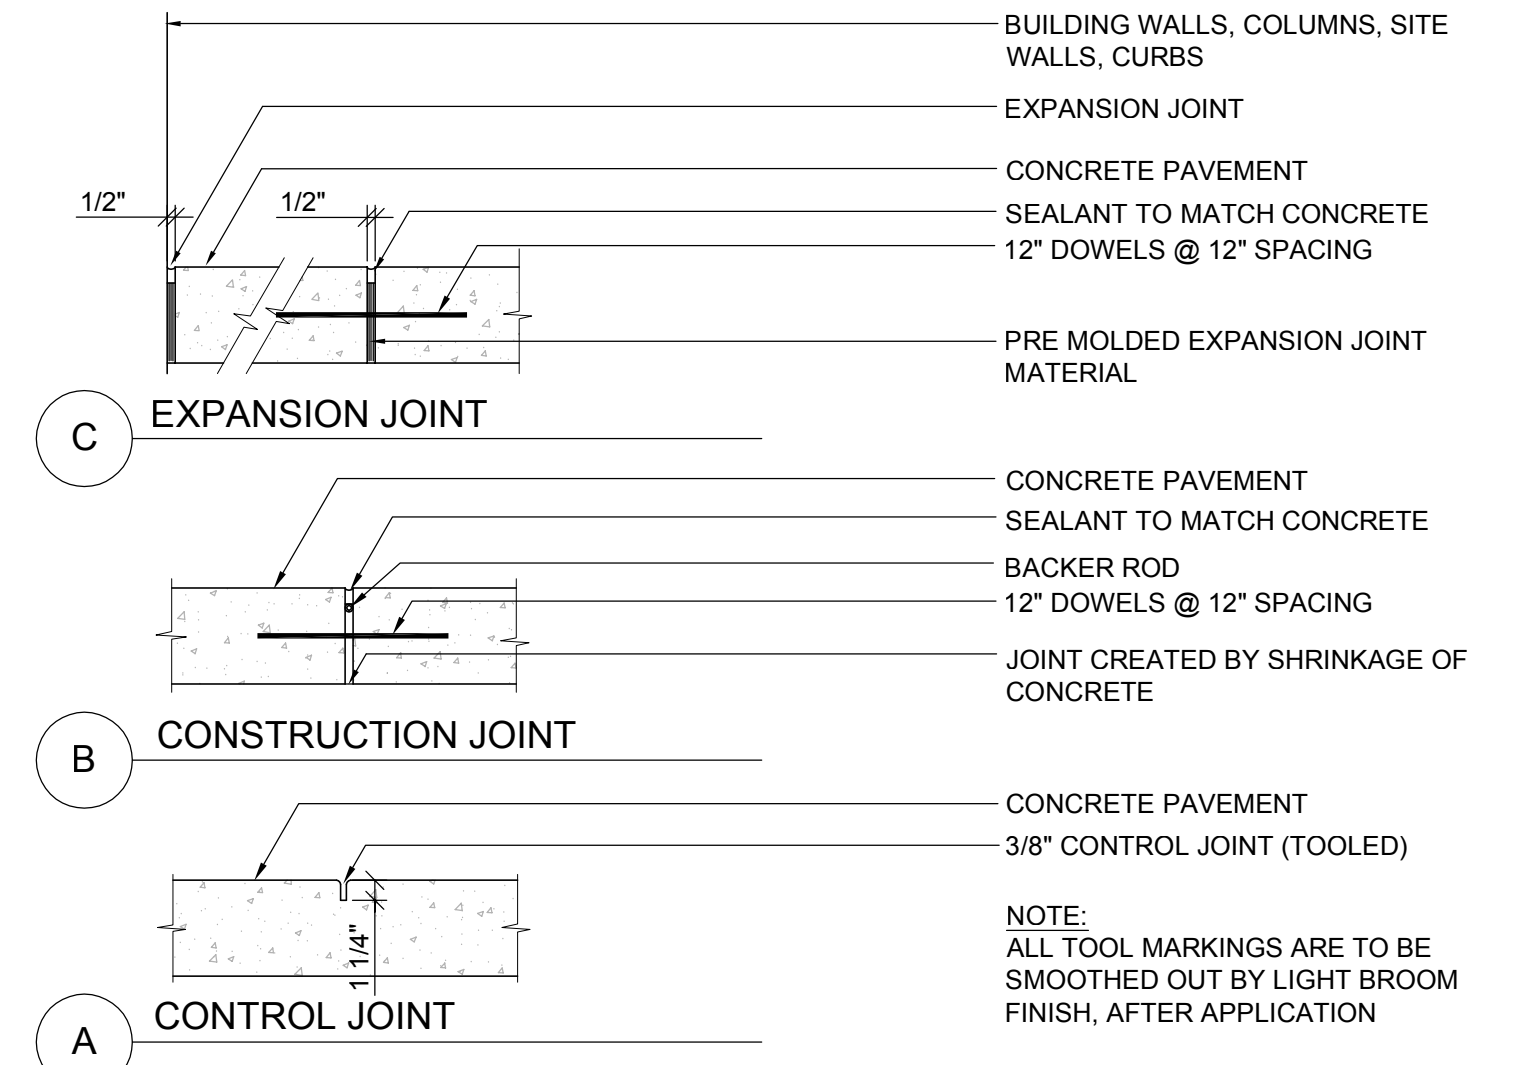 BUILDING WALLS, COLUMNS, SITE
WALLS, CURBS
EXPANSION JOINT
CONCRETE PAVEMENT
1/2"
1/2"
SEALANT TO MATCH CONCRETE
12" DOWELS @ 12" SPACING
PRE MOLDED EXPANSION JOINT
MATERIAL
C
EXPANSION JOINT
CONCRETE PAVEMENT
SEALANT TO MATCH CONCRETE
BACKER ROD
12" DOWELS @ 12" SPACING
JOINT CREATED BY SHRINKAGE OF
CONCRETE
B
CONSTRUCTION JOINT
CONCRETE PAVEMENT
3/8" CONTROL JOINT (TOOLED)
1 1/4"
NOTE:
ALL TOOL MARKINGS ARE TO BE
SMOOTHED OUT BY LIGHT BROOM
FINISH, AFTER APPLICATION
A
CONTROL JOINT